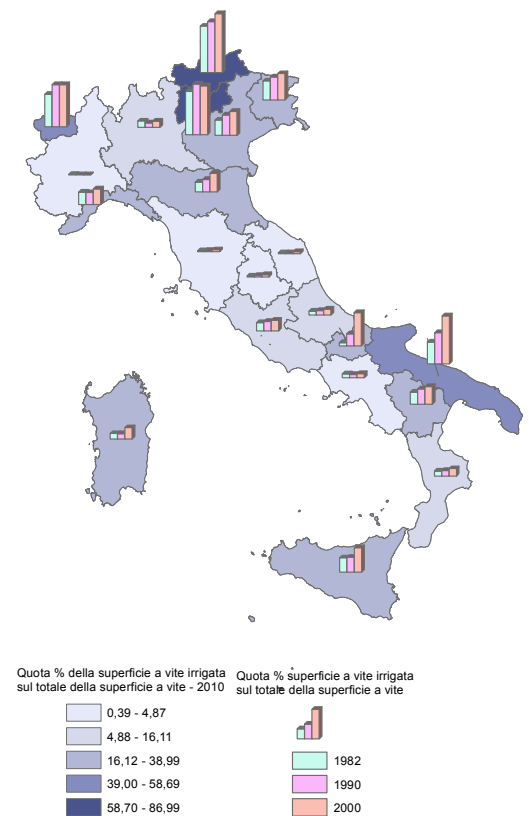 Quota % della superficie a vite irrigata
sul totale della superficie a vite - 2010
0,39 - 4,87
4,88 - 16,11
16,12 - 38,99
39,00 - 58,69
58,70 - 86,99
Quota % superficie a vite irrigata
sul totale della superficie a vite
1982
1990
2000